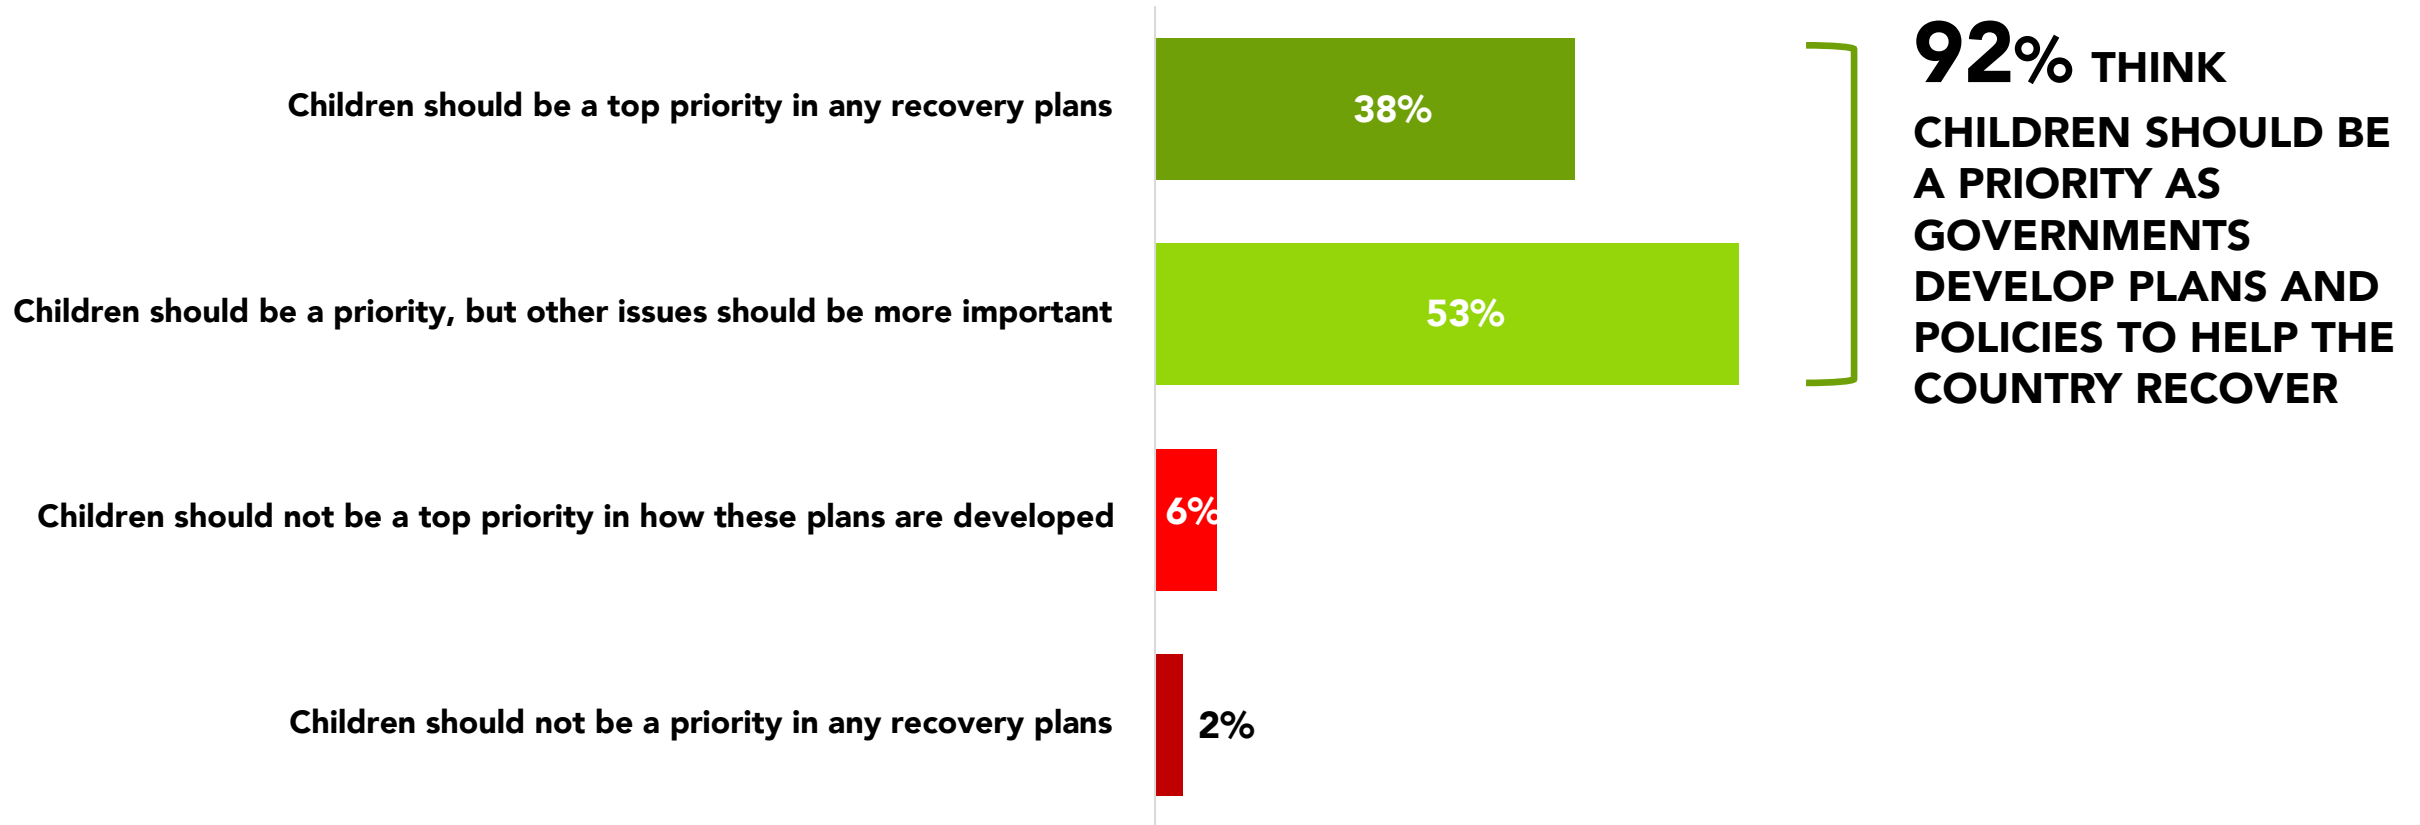 Children should be a top priority in any recovery plans
38%
Children should be a priority, but other issues should be more important
53%
Children should not be a top priority in how these plans are developed
6%
Children should not be a priority in any recovery plans
2%
92% THINK
CHILDREN SHOULD BE
A PRIORITY AS
GOVERNMENTS
DEVELOP PLANS AND
POLICIES TO HELP THE
COUNTRY RECOVER